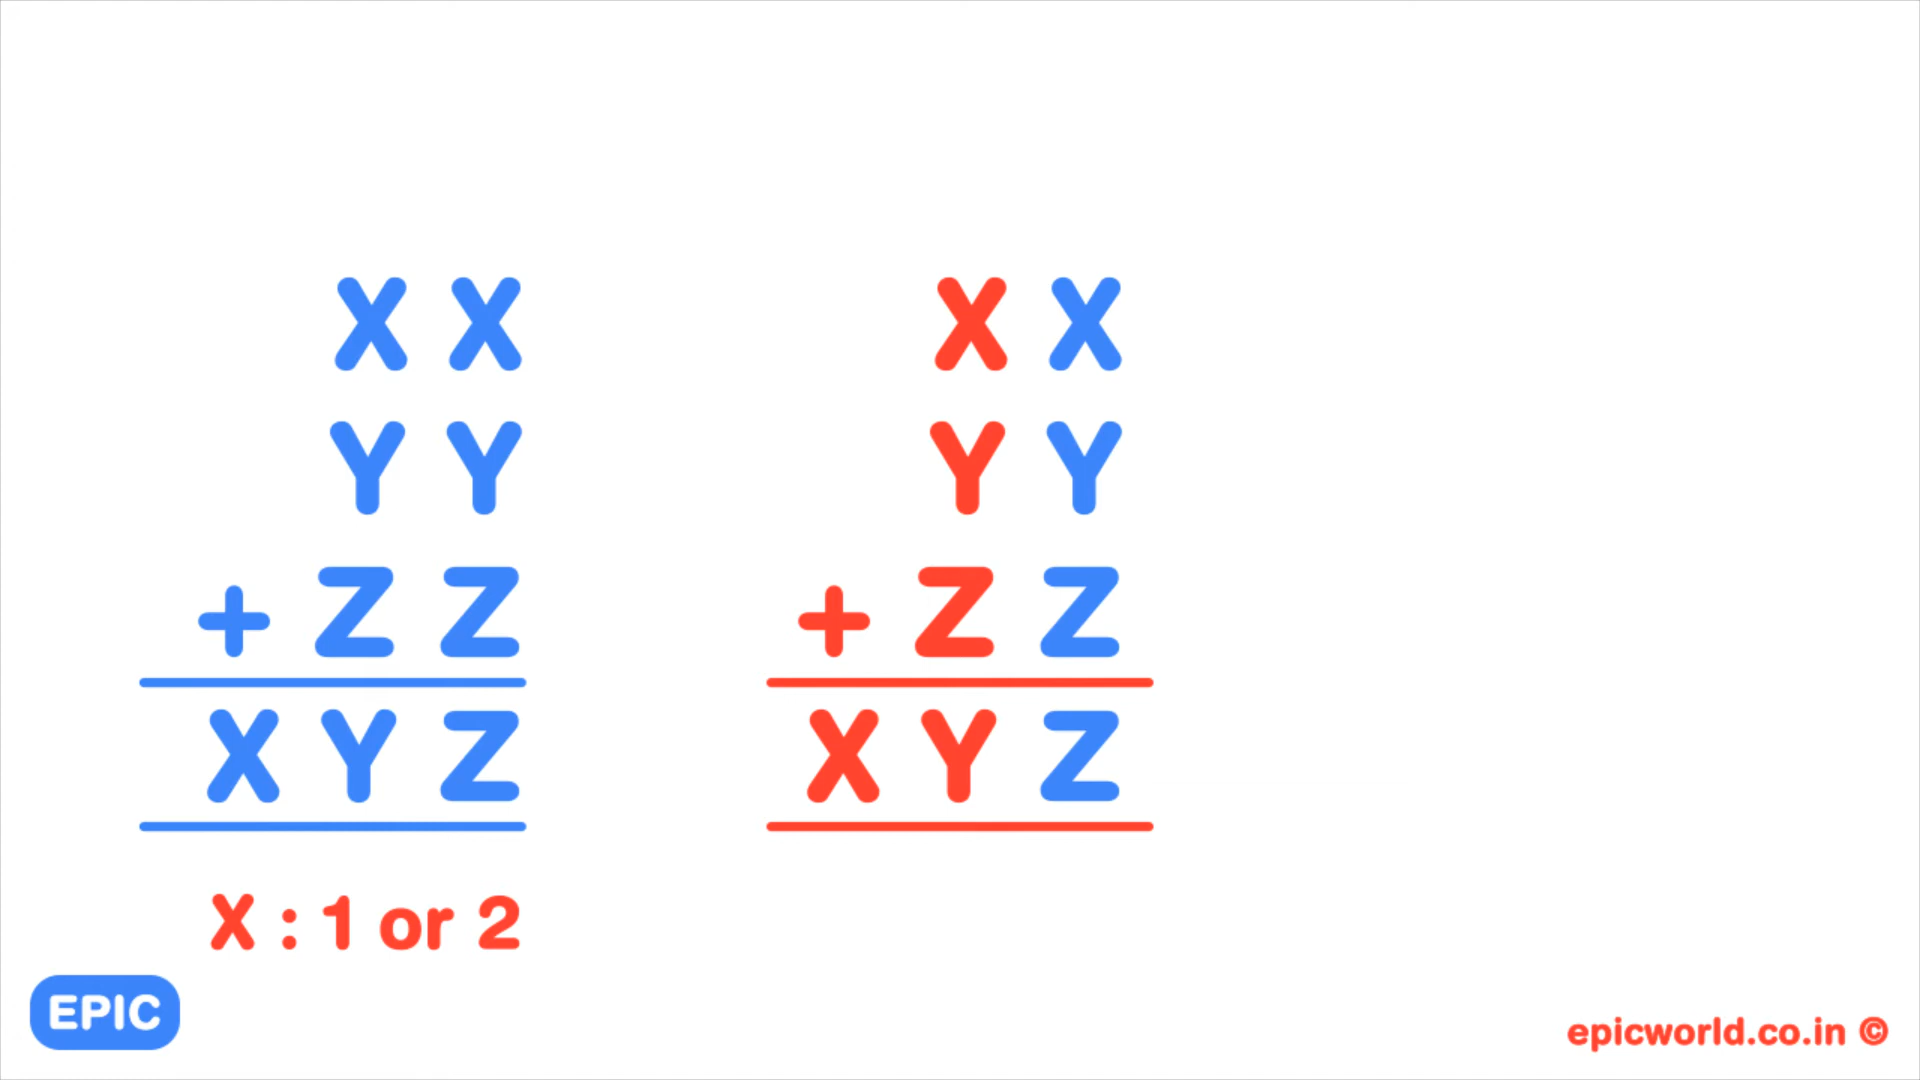 X X
Y Y
+ Z Z
X Y Z
X : 1 or 2
X X
Y Y
+ Z Z
X Y Z
EPIC
epicworld.co.in ©